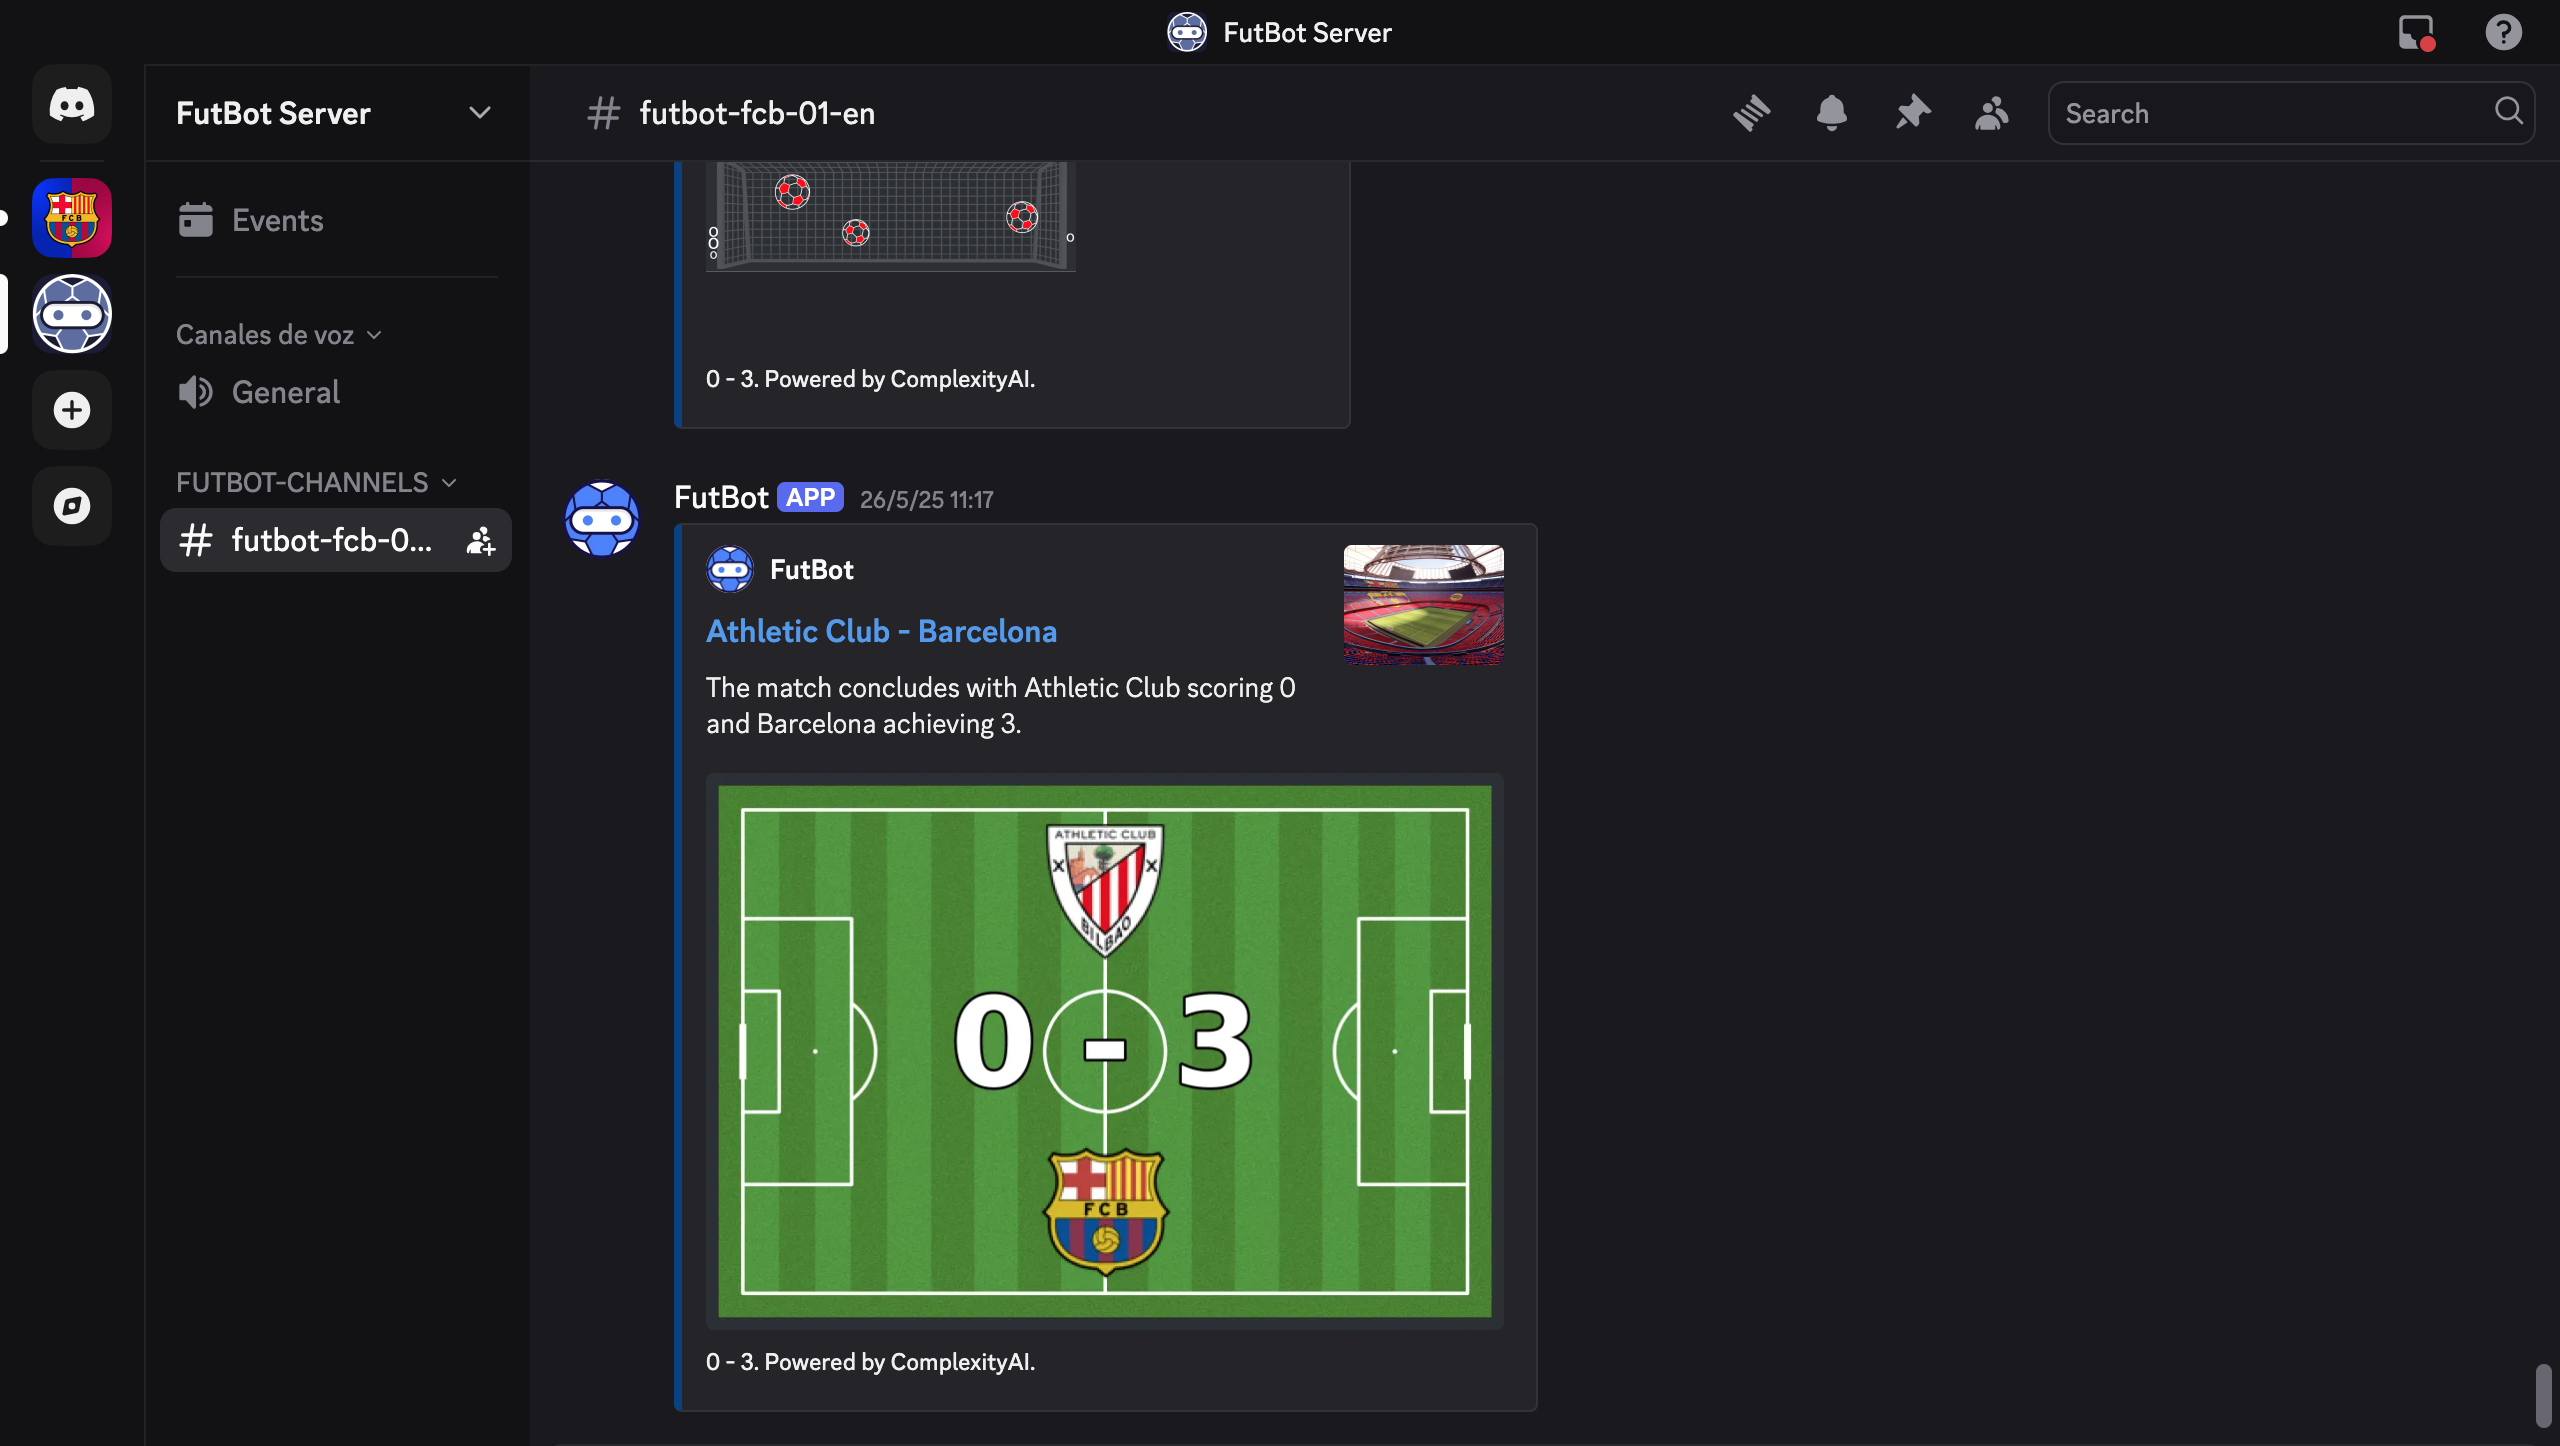 FutBot Server
FutBot Server
# futbot-fcb-01-en
Search
Events
Canales de voz
General
FUTBOT-CHANNELS
# futbot-fcb-0...
0 - 3. Powered by ComplexityAI.
FutBot APP 26/5/25 11:17
FutBot
Athletic Club - Barcelona
The match concludes with Athletic Club scoring 0
and Barcelona achieving 3.
ATHLETIC CLUB
BILBAO
0 - 3
FCB
0 - 3. Powered by ComplexityAI.
FCB